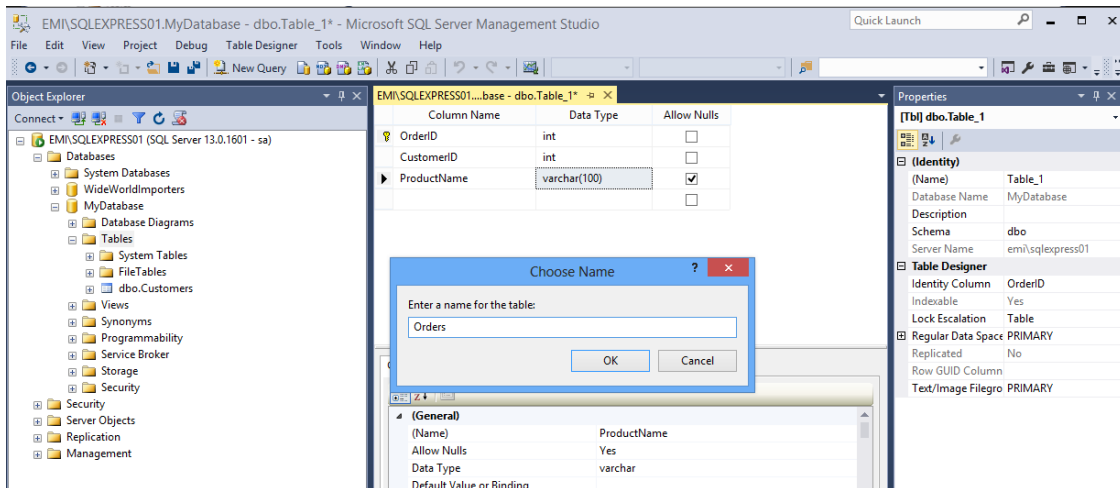 EMI\SQLEXPRESS01.MyDatabase - dbo.Table_1* - Microsoft SQL Server Management Studio
Quick Launch
File Edit View Project Debug Table Designer Tools Window Help
New Query
Object Explorer
Connect
EMI\SQLEXPRESS01 (SQL Server 13.0.1601 - sa)
Databases
System Databases
WideWorldImporters
MyDatabase
Database Diagrams
Tables
System Tables
FileTables
dbo.Customers
Views
Synonyms
Programmability
Service Broker
Storage
Security
Security
Server Objects
Replication
Management
EMI\SQLEXPRESS01....base - dbo.Table_1*
Column Name Data Type Allow Nulls
OrderID int
CustomerID int
ProductName varchar(100)
Choose Name ?
Enter a name for the table:
Orders
OK Cancel
(General)
(Name) ProductName
Allow Nulls Yes
Data Type varchar
Default Value or Binding
Properties
[Tbl] dbo.Table_1
(Identity)
(Name) Table_1
Database Name MyDatabase
Description
Schema dbo
Server Name emi\sqlexpress01
Table Designer
Identity Column OrderID
Indexable Yes
Lock Escalation Table
Regular Data Space PRIMARY
Replicated No
Row GUID Column
Text/Image Filegro PRIMARY